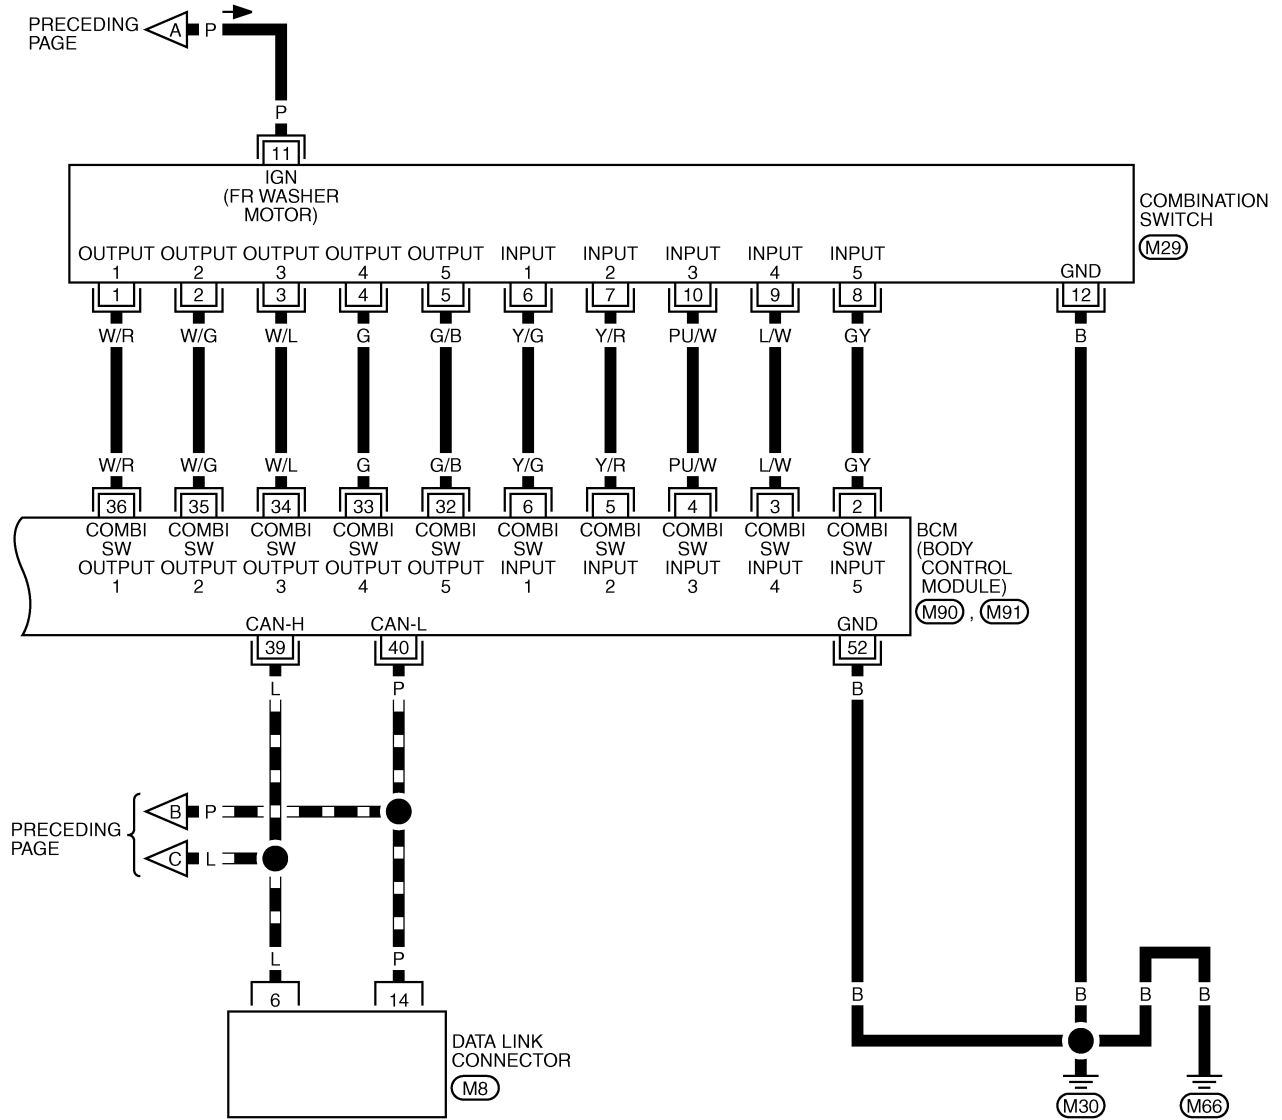 PRECEDING
PAGE
A P
P
11
IGN
(FR WASHER
MOTOR)
COMBINATION
SWITCH
M29
OUTPUT OUTPUT OUTPUT OUTPUT OUTPUT INPUT INPUT INPUT INPUT INPUT
1 2 3 4 5 1 2 3 4 5 GND
1 2 3 4 5 6 7 10 9 8 12
W/R W/G W/L G G/B Y/G Y/R PU/W L/W GY B
W/R W/G W/L G G/B Y/G Y/R PU/W L/W GY
36 35 34 33 32 6 5 4 3 2
COMBI COMBI COMBI COMBI COMBI COMBI COMBI COMBI COMBI COMBI
SW SW SW SW SW SW SW SW SW SW
OUTPUT OUTPUT OUTPUT OUTPUT OUTPUT INPUT INPUT INPUT INPUT INPUT
1 2 3 4 5 1 2 3 4 5
BCM
(BODY
CONTROL
MODULE)
M90 , M91
CAN-H CAN-L GND
39 40 52
L P B
PRECEDING
PAGE
B P
C L
L P
6 14
DATA LINK
CONNECTOR
M8
B B B B
M30 M66